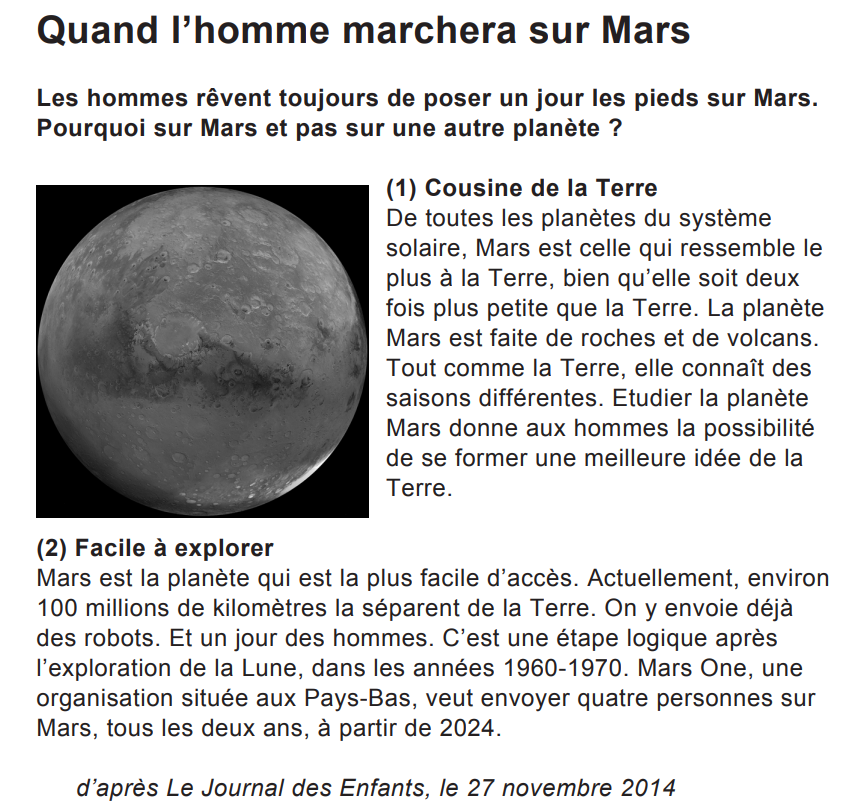 Quand l’homme marchera sur Mars
Les hommes rêvent toujours de poser un jour les pieds sur Mars.
Pourquoi sur Mars et pas sur une autre planète ?
(1) Cousine de la Terre
De toutes les planètes du système
solaire, Mars est celle qui ressemble le
plus à la Terre, bien qu’elle soit deux
fois plus petite que la Terre. La planète
Mars est faite de roches et de volcans.
Tout comme la Terre, elle connaît des
saisons différentes. Etudier la planète
Mars donne aux hommes la possibilité
de se former une meilleure idée de la
Terre.
(2) Facile à explorer
Mars est la planète qui est la plus facile d’accès. Actuellement, environ
100 millions de kilomètres la séparent de la Terre. On y envoie déjà
des robots. Et un jour des hommes. C’est une étape logique après
l’exploration de la Lune, dans les années 1960-1970. Mars One, une
organisation située aux Pays-Bas, veut envoyer quatre personnes sur
Mars, tous les deux ans, à partir de 2024.
d’après Le Journal des Enfants, le 27 novembre 2014